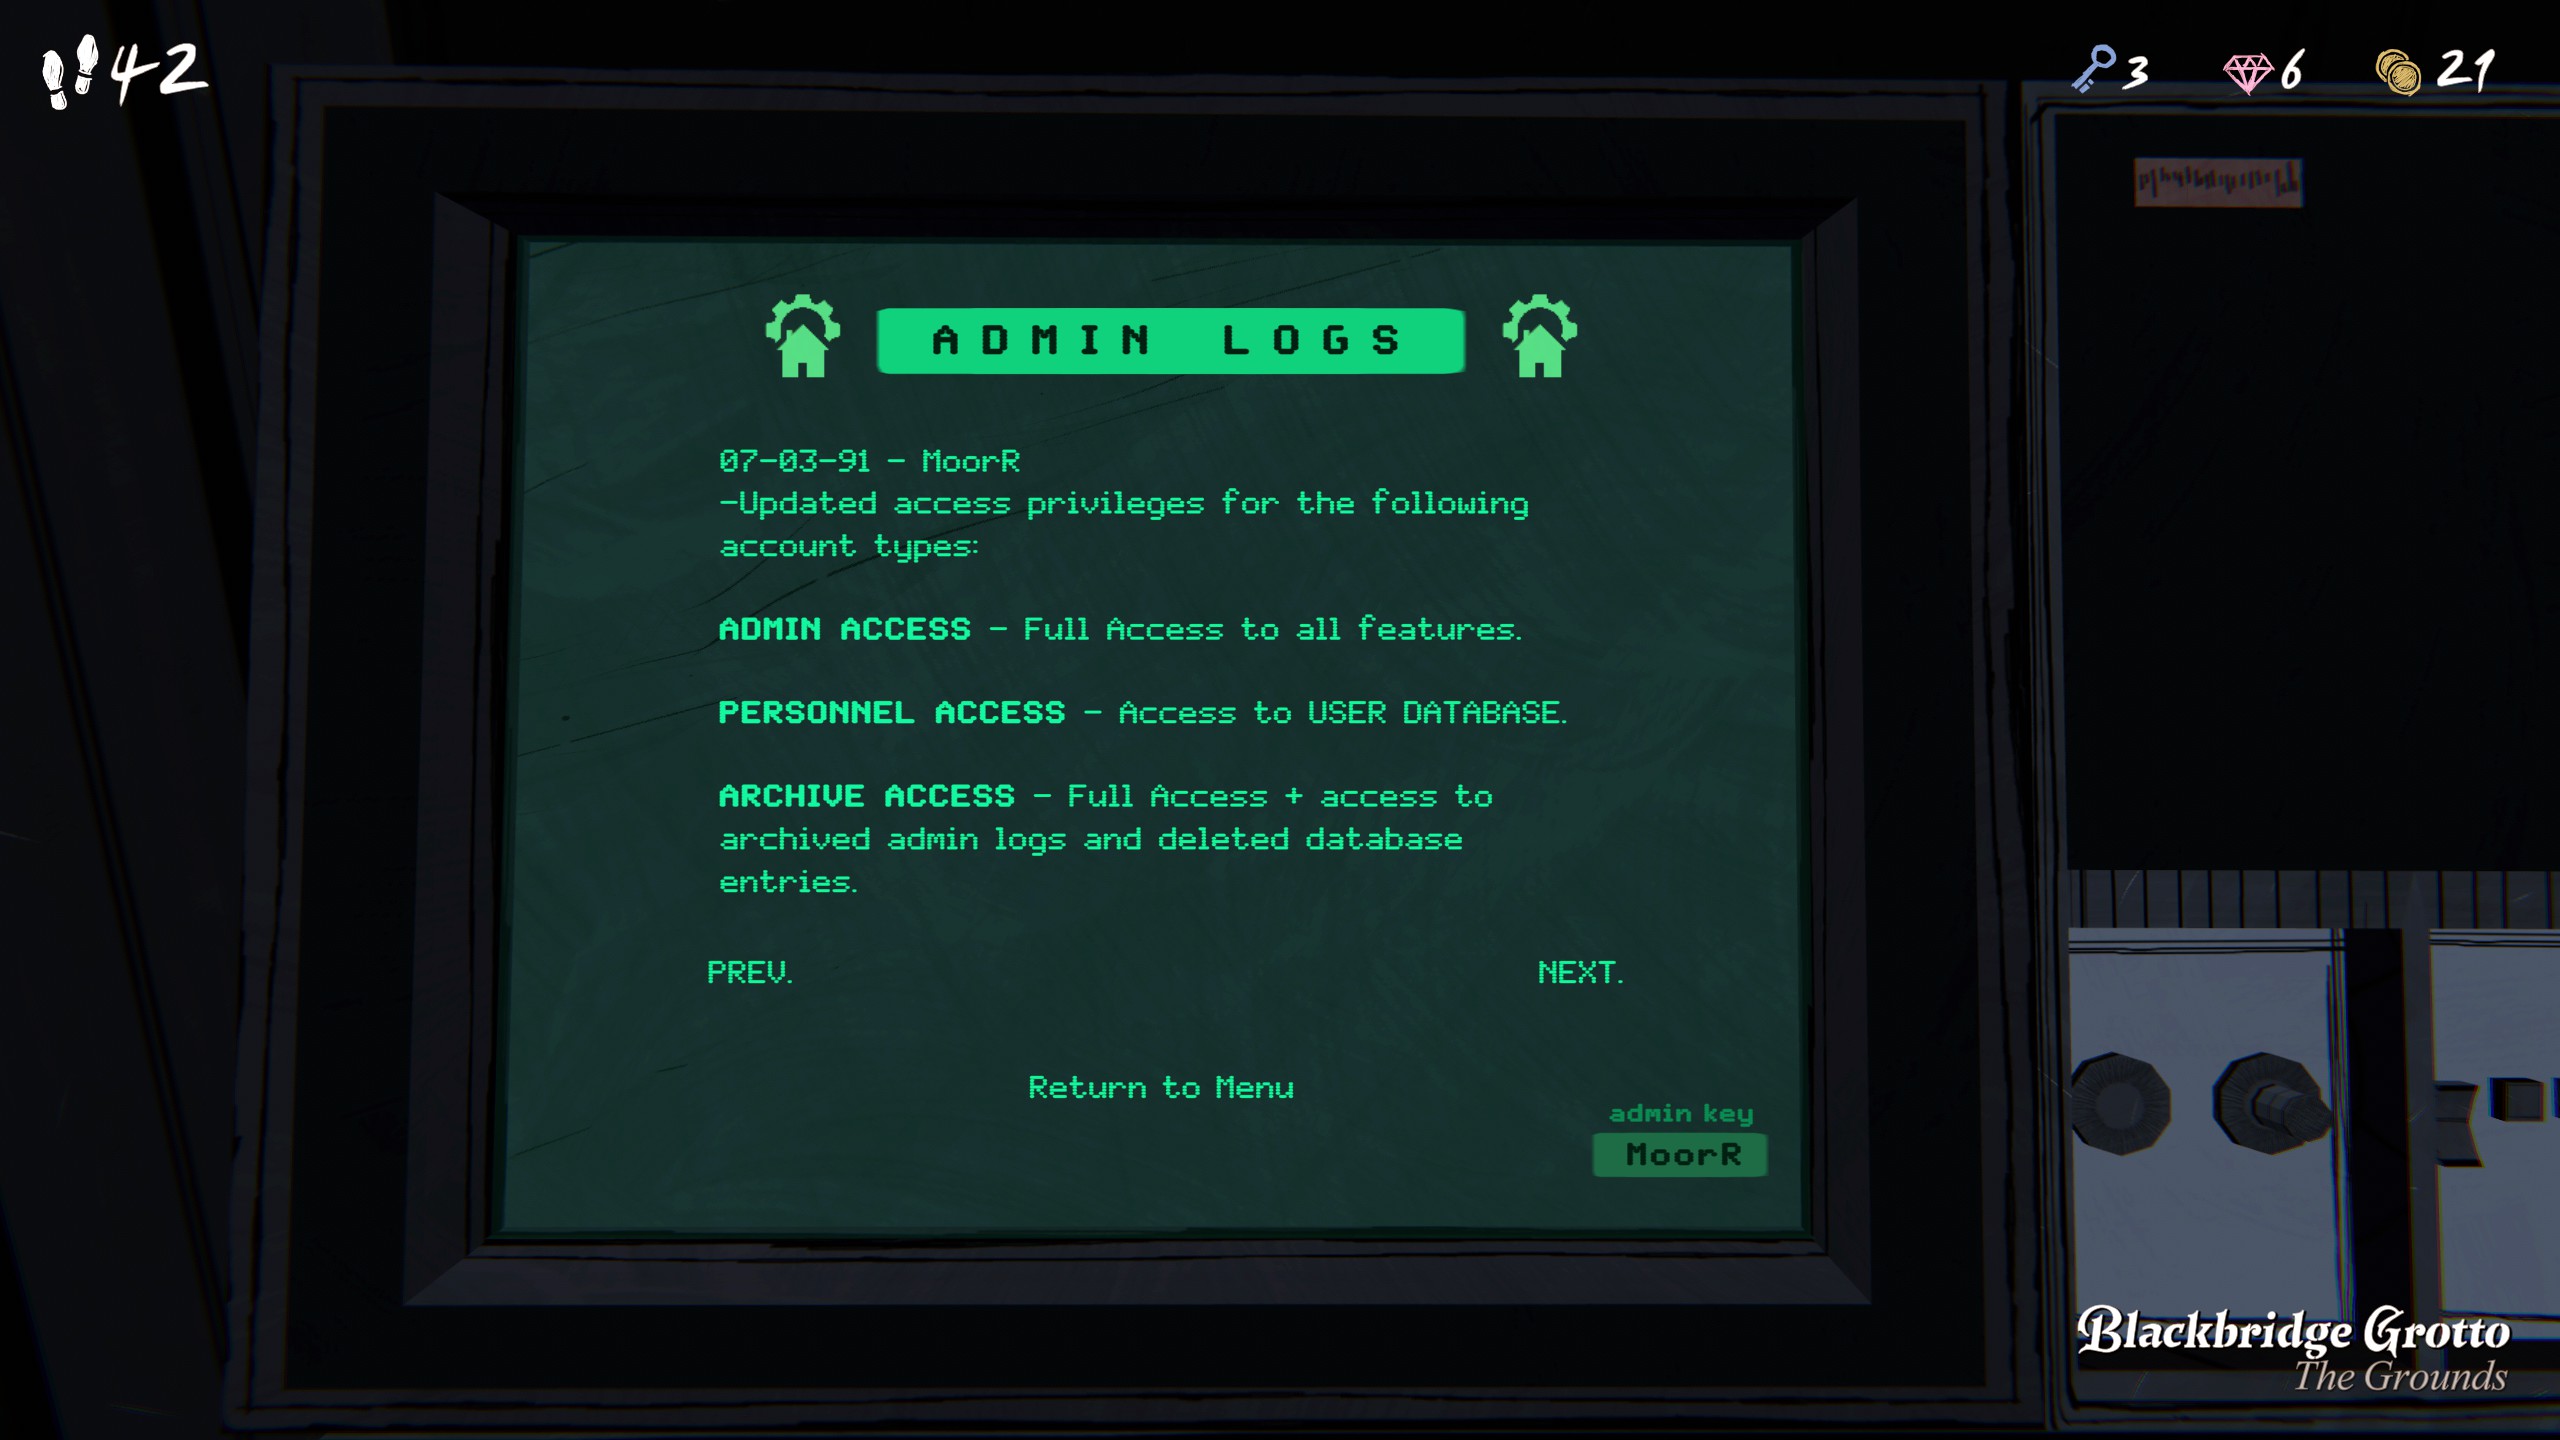 42
3
6
21
ADMIN LOGS
07-03-91 - MoorR
-Updated access privileges for the following
account types:
ADMIN ACCESS - Full Access to all features.
PERSONNEL ACCESS - Access to USER DATABASE.
ARCHIVE ACCESS - Full Access + access to
archived admin logs and deleted database
entries.
PREV.
NEXT.
Return to Menu
admin key
MoorR
Blackbridge Grotto
The Grounds